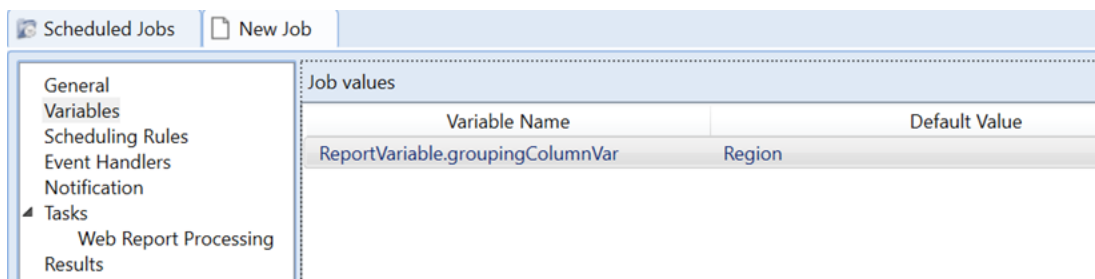 Scheduled Jobs New Job
General
Variables
Scheduling Rules
Event Handlers
Notification
Tasks
Web Report Processing
Results
Job values
Variable Name Default Value
ReportVariable.groupingColumnVar Region